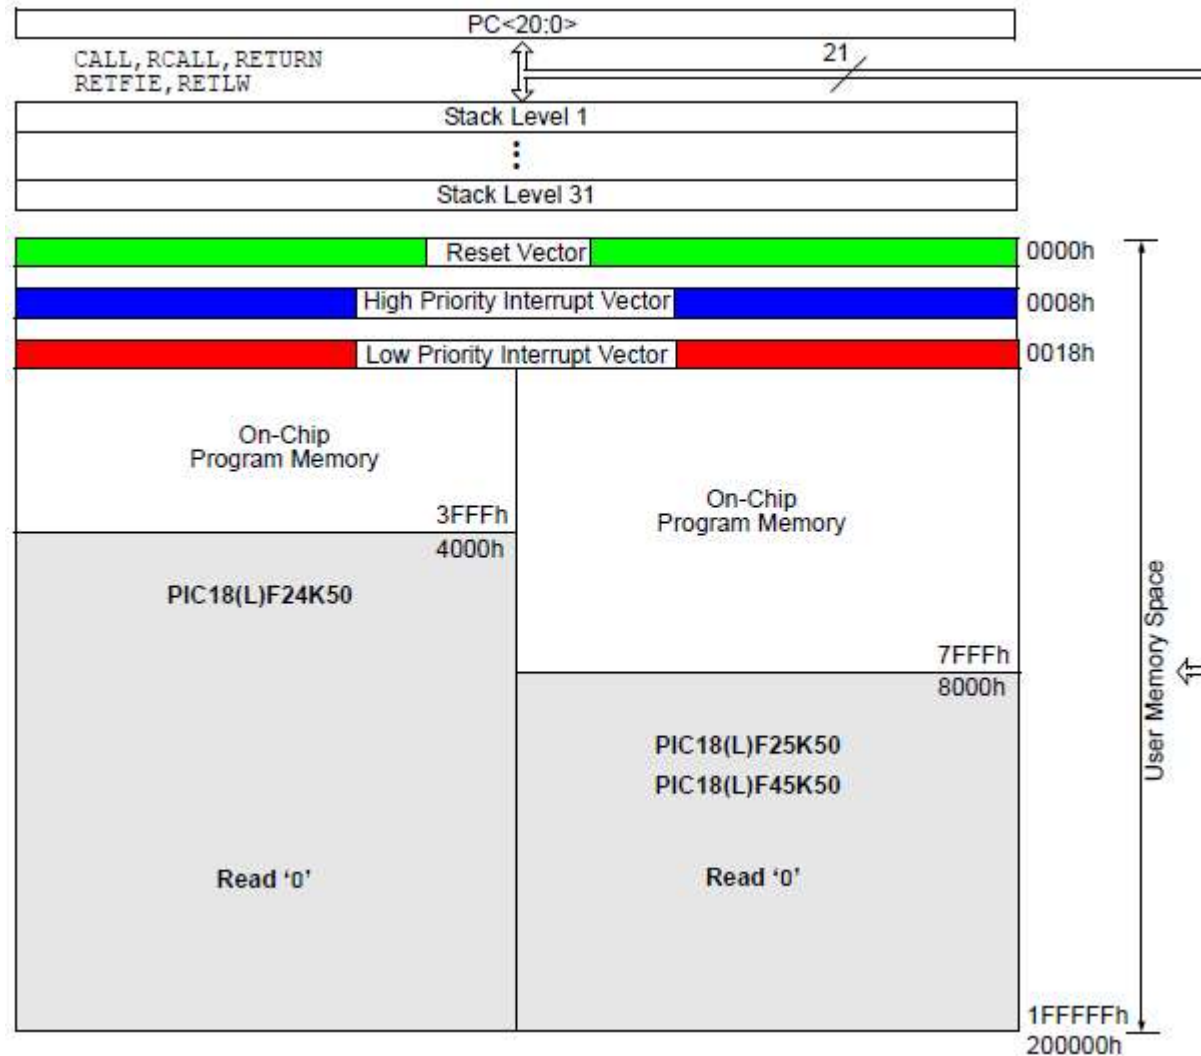 PC<20:0>
CALL,RCALL,RETURN
RETFIE,RETLW
21
Stack Level 1
Stack Level 31
Reset Vector
0000h
High Priority Interrupt Vector
0008h
Low Priority Interrupt Vector
0018h
On-Chip
Program Memory
3FFFh
4000h
PIC18(L)F24K50
Read ‘0’
On-Chip
Program Memory
7FFFh
8000h
PIC18(L)F25K50
PIC18(L)F45K50
Read ‘0’
User Memory Space
1FFFFFh
200000h